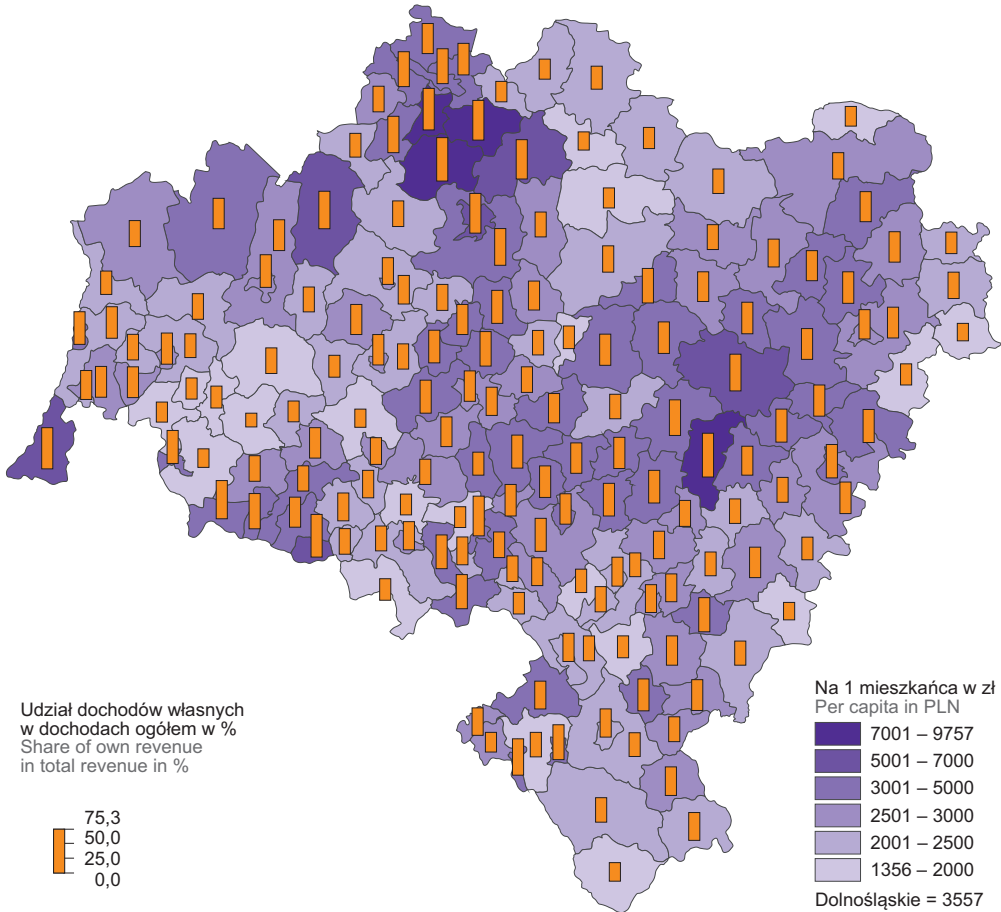 Udział dochodów własnych
w dochodach ogółem w %
Share of own revenue
in total revenue in %
75,3
50,0
25,0
0,0
Na 1 mieszkańca w zł
Per capita in PLN
7001 – 9757
5001 – 7000
3001 – 5000
2501 – 3000
2001 – 2500
1356 – 2000
Dolnośląskie = 3557